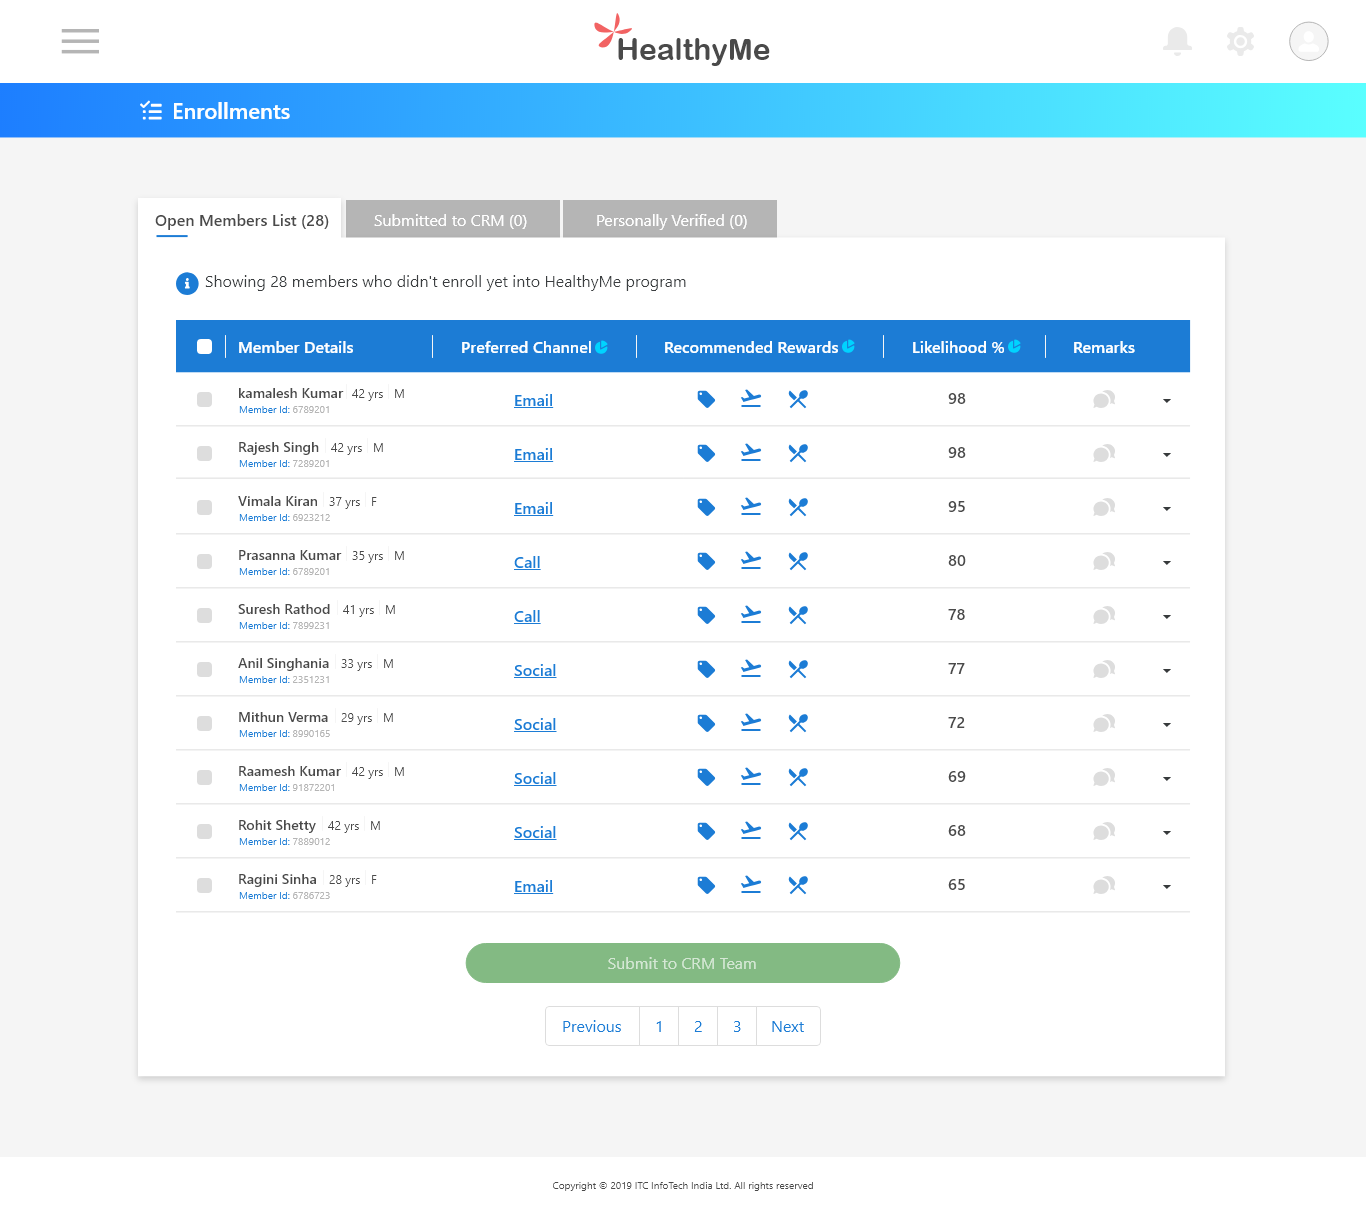 HealthyMe
Enrollments
Open Members List (28)
Submitted to CRM (0)
Personally Verified (0)
Showing 28 members who didn't enroll yet into HealthyMe program
Member Details Preferred Channel Recommended Rewards Likelihood % Remarks
kamalesh Kumar 42 yrs M
Member Id: 6789201
Email 98
Rajesh Singh 42 yrs M
Member Id: 7289201
Email 98
Vimala Kiran 37 yrs F
Member Id: 6923212
Email 95
Prasanna Kumar 35 yrs M
Member Id: 6789201
Call 80
Suresh Rathod 41 yrs M
Member Id: 7899231
Call 78
Anil Singhania 33 yrs M
Member Id: 2351231
Social 77
Mithun Verma 29 yrs M
Member Id: 8990165
Social 72
Raamesh Kumar 42 yrs M
Member Id: 91872201
Social 69
Rohit Shetty 42 yrs M
Member Id: 7889012
Social 68
Ragini Sinha 28 yrs F
Member Id: 6786723
Email 65
Submit to CRM Team
Previous 1 2 3 Next
Copyright © 2019 ITC InfoTech India Ltd. All rights reserved